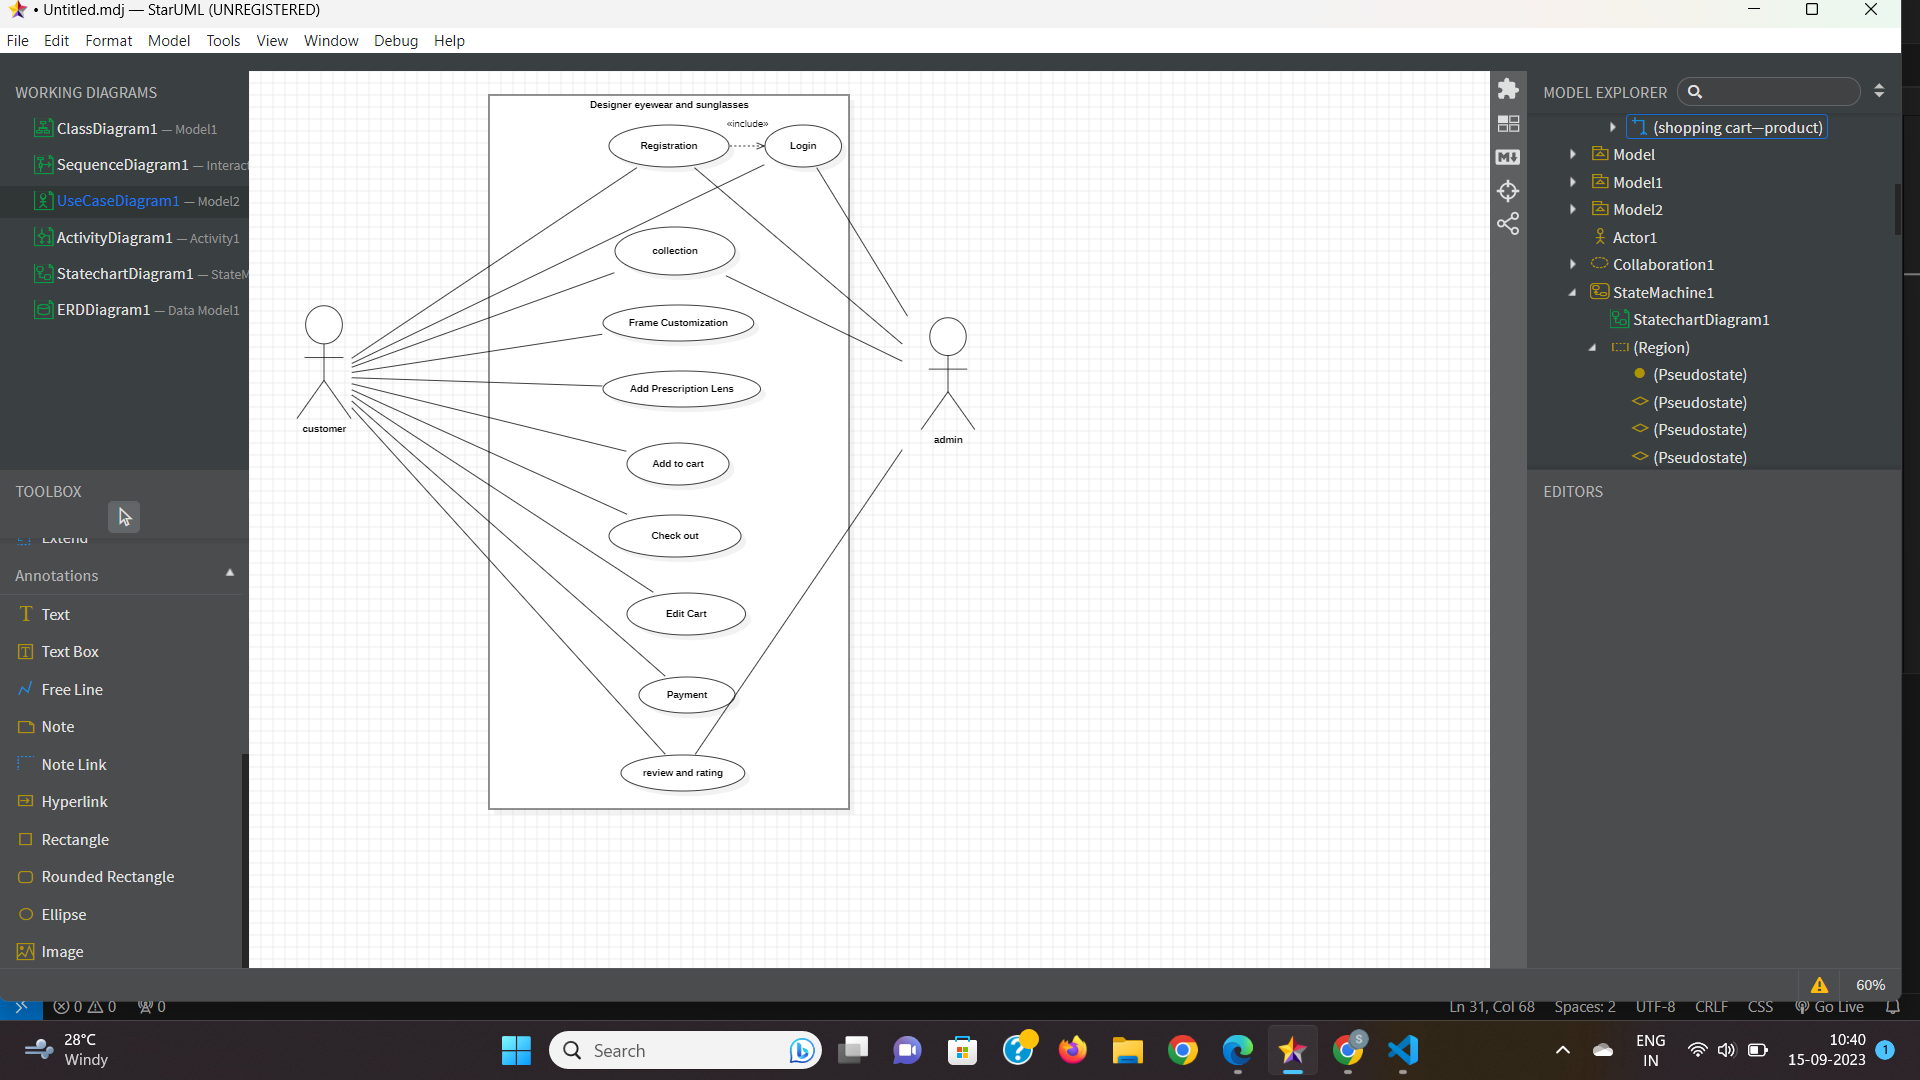 • Untitled.mdj — StarUML (UNREGISTERED)
File Edit Format Model Tools View Window Debug Help
WORKING DIAGRAMS
ClassDiagram1 — Model1
SequenceDiagram1 — Interact
UseCaseDiagram1 — Model2
ActivityDiagram1 — Activity1
StatechartDiagram1 — StateM
ERDDiagram1 — Data Model1
TOOLBOX
Extend
Annotations
Text
Text Box
Free Line
Note
Note Link
Hyperlink
Rectangle
Rounded Rectangle
Ellipse
Image
Designer eyewear and sunglasses
«include»
Registration
Login
collection
Frame Customization
Add Prescription Lens
Add to cart
Check out
Edit Cart
Payment
review and rating
customer
admin
MODEL EXPLORER
(shopping cart—product)
Model
Model1
Model2
Actor1
Collaboration1
StateMachine1
StatechartDiagram1
(Region)
(Pseudostate)
(Pseudostate)
(Pseudostate)
(Pseudostate)
EDITORS
60%
0 0 0
Ln 31, Col 68 Spaces: 2 UTF-8 CRLF CSS Go Live
28°C
Windy
Search
S
ENG
IN
10:40
15-09-2023
1